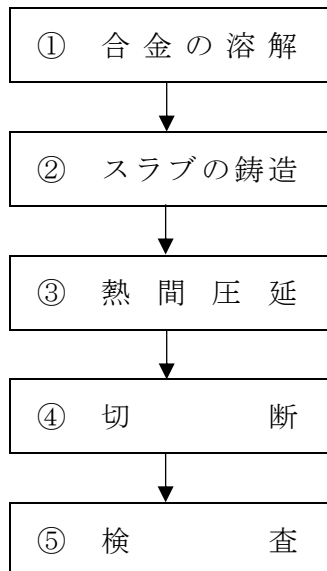 ① 合金の溶解
② スラブの鋳造
③ 熱間圧延
④ 切断
⑤ 検査